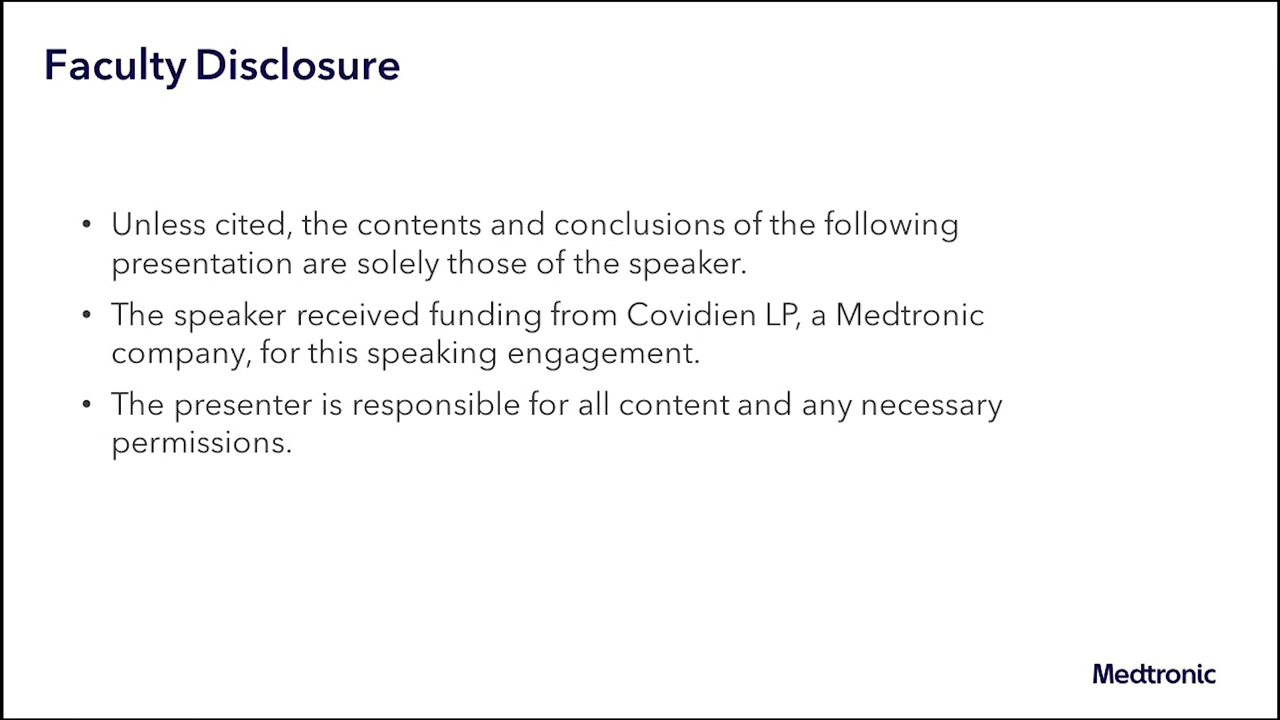 Faculty Disclosure
• Unless cited, the contents and conclusions of the following
presentation are solely those of the speaker.
• The speaker received funding from Covidien LP, a Medtronic
company, for this speaking engagement.
• The presenter is responsible for all content and any necessary
permissions.
Medtronic